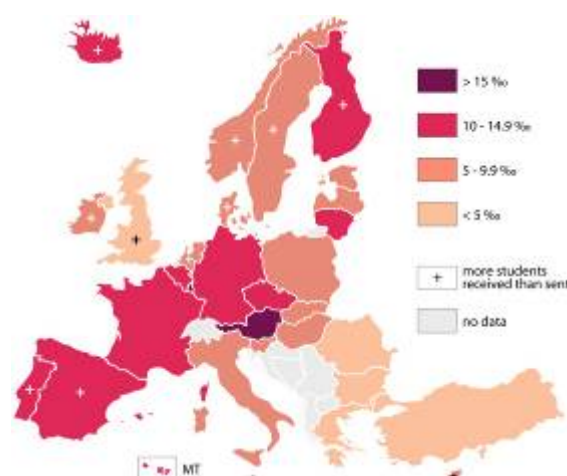 > 15 ‰
10 - 14.9 ‰
5 - 9.9 ‰
< 5 ‰
+ more students
received than sent
no data
MT